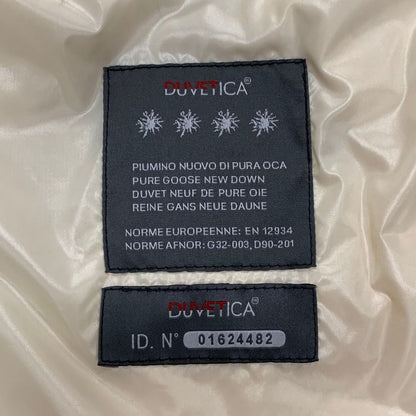 DUVETICA
PIUMINO NUOVO DI PURA OCA
PURE GOOSE NEW DOWN
DUVET NEUF DE PURE OIE
REINE GANS NEUE DAUNE
NORME EUROPEENNE: EN 12934
NORME AFNOR: G32-003, D90-201
DUVETICA
ID. N° 01624482